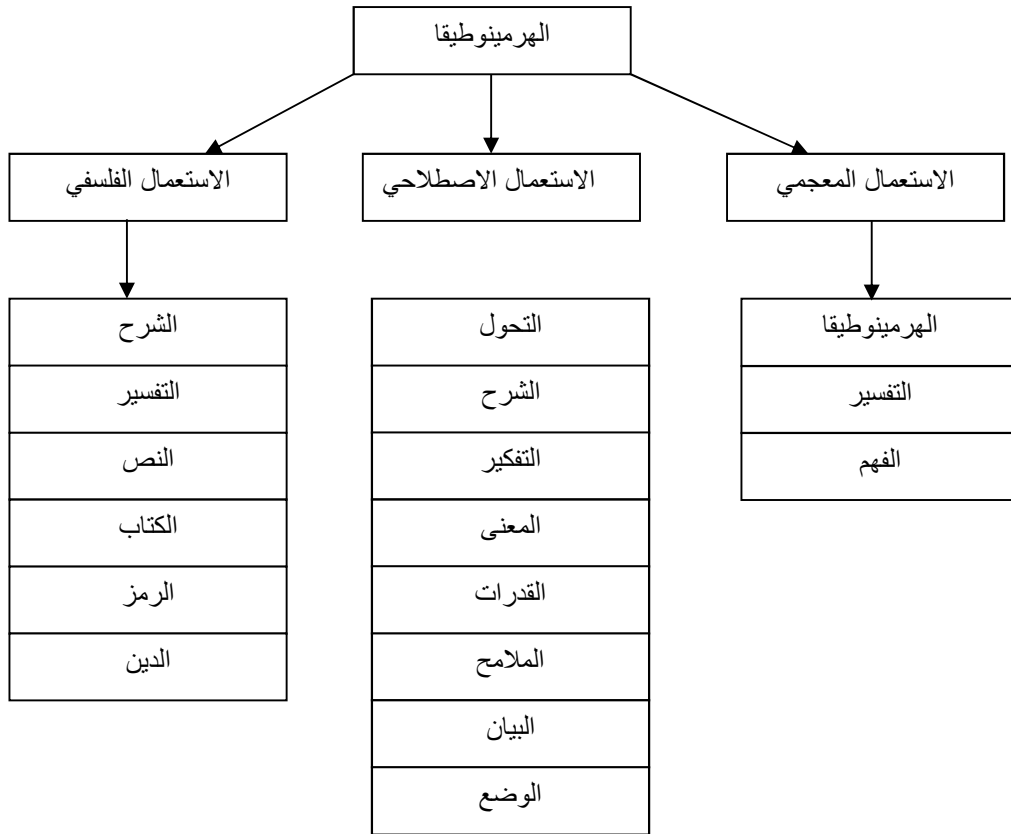 الهرمينوطيقا
الاستعمال المعجمي
الاستعمال الاصطلاحي
الاستعمال الفلسفي
الهرمينوطيقا
التفسير
الفهم
التحول
الشرح
التفكير
المعنى
القدرات
الملامح
البيان
الوضع
الشرح
التفسير
النص
الكتاب
الرمز
الدين